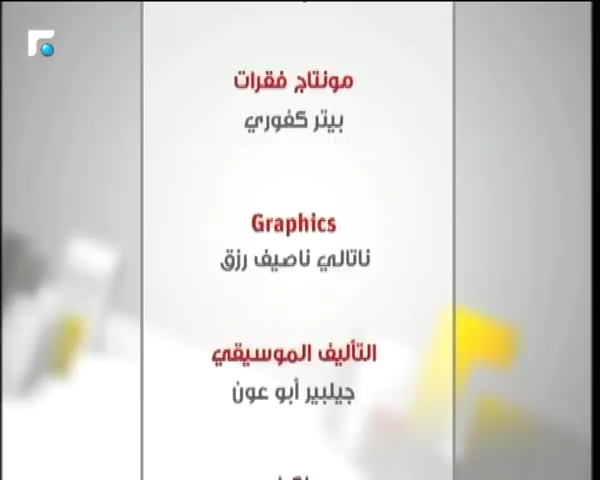 مونتاج فقرات
بيتر كفوري
Graphics
ناتالي ناصيف رزق
التأليف الموسيقي
جيلبير أبو عون